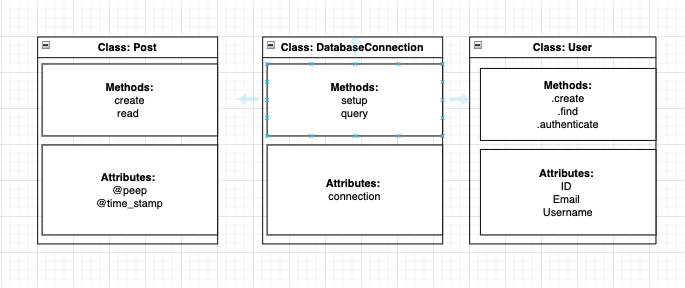 Class: Post
Methods:
create
read
Attributes:
@peep
@time_stamp
Class: DatabaseConnection
Methods:
setup
query
Attributes:
connection
Class: User
Methods:
.create
.find
.authenticate
Attributes:
ID
Email
Username